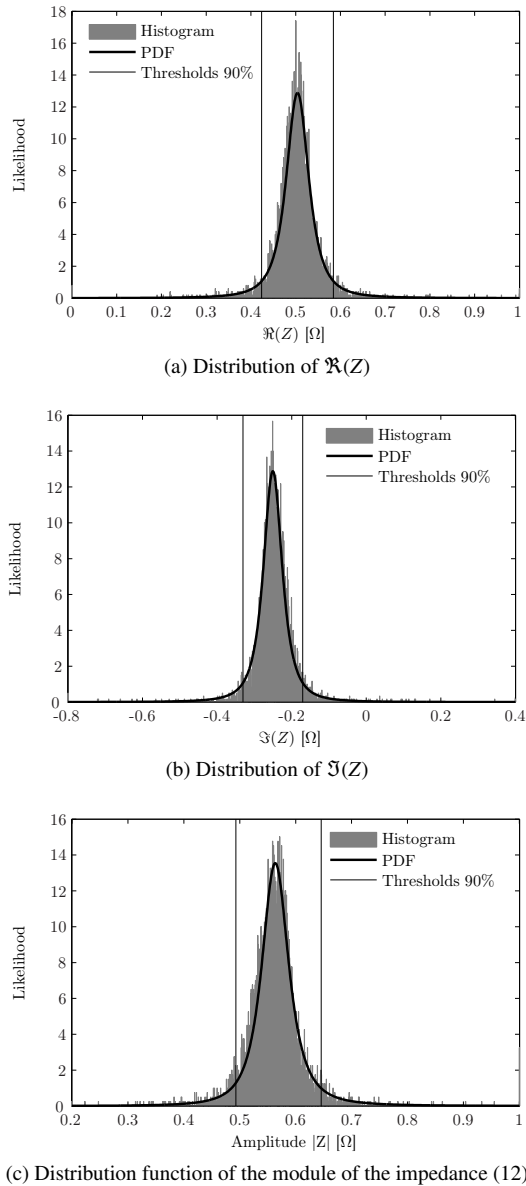 18
16
14
12
10
8
6
4
2
0
Likelihood
Histogram
PDF
Thresholds 90%
0 0.1 0.2 0.3 0.4 0.5 0.6 0.7 0.8 0.9 1
ℜ(Z) [Ω]
(a) Distribution of ℜ(Z)
16
14
12
10
8
6
4
2
0
Likelihood
Histogram
PDF
Thresholds 90%
-0.8 -0.6 -0.4 -0.2 0 0.2 0.4
ℑ(Z) [Ω]
(b) Distribution of ℑ(Z)
16
14
12
10
8
6
4
2
0
Likelihood
Histogram
PDF
Thresholds 90%
0.2 0.3 0.4 0.5 0.6 0.7 0.8 0.9 1
Amplitude |Z| [Ω]
(c) Distribution function of the module of the impedance (12)